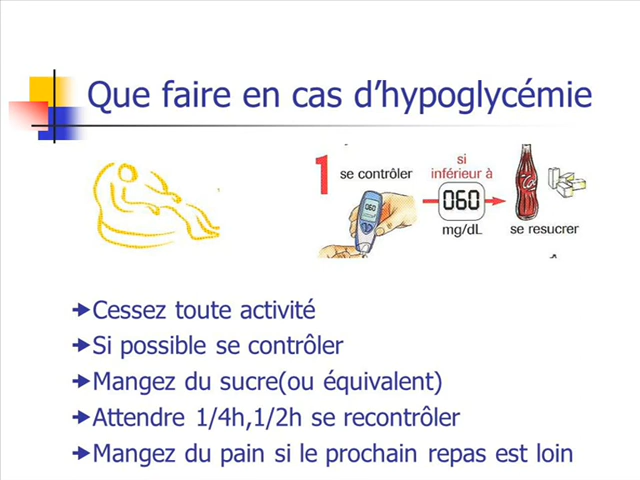 Que faire en cas d’hypoglycémie
1
se contrôler
si
inférieur à
060
060
mg/dL
se resucrer
➔Cessez toute activité
➔Si possible se contrôler
➔Mangez du sucre(ou équivalent)
➔Attendre 1/4h,1/2h se recontrôler
➔Mangez du pain si le prochain repas est loin